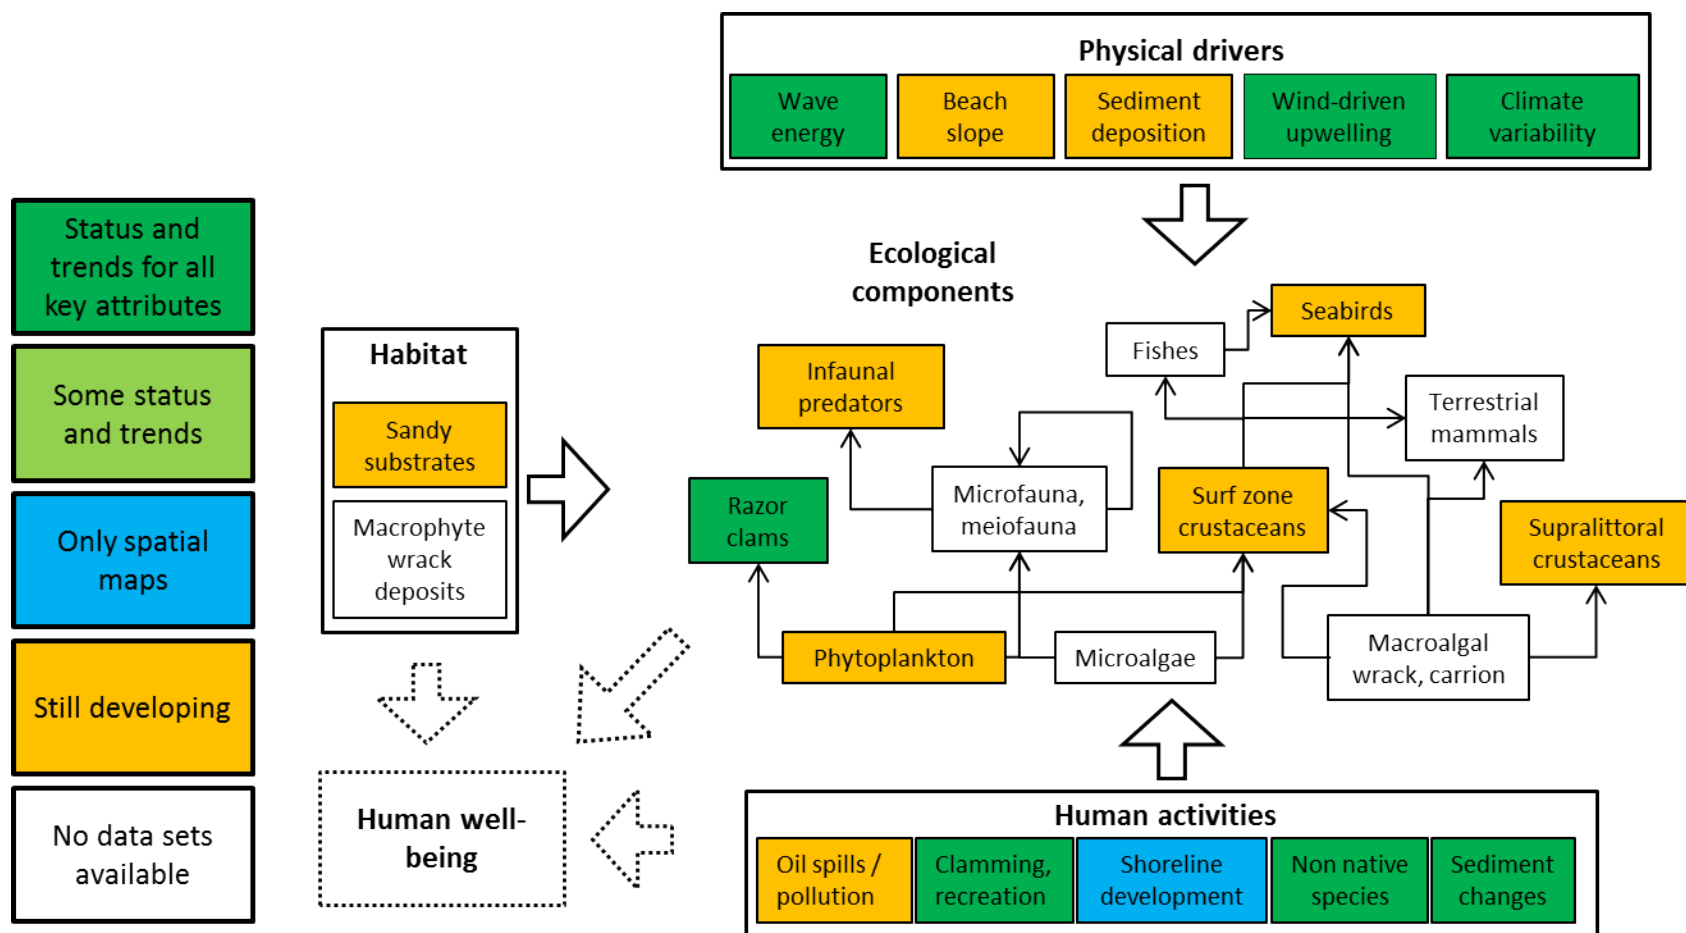 Physical drivers
Wave
energy
Beach
slope
Sediment
deposition
Wind-driven
upwelling
Climate
variability
Status and
trends for all
key attributes
Some status
and trends
Only spatial
maps
Still developing
No data sets
available
Habitat
Sandy
substrates
Macrophyte
wrack
deposits
Ecological
components
Seabirds
Fishes
Infaunal
predators
Terrestrial
mammals
Razor
clams
Microfauna,
meiofauna
Surf zone
crustaceans
Supralittoral
crustaceans
Phytoplankton
Microalgae
Macroalgal
wrack, carrion
Human well-
being
Human activities
Oil spills /
pollution
Clamming,
recreation
Shoreline
development
Non native
species
Sediment
changes